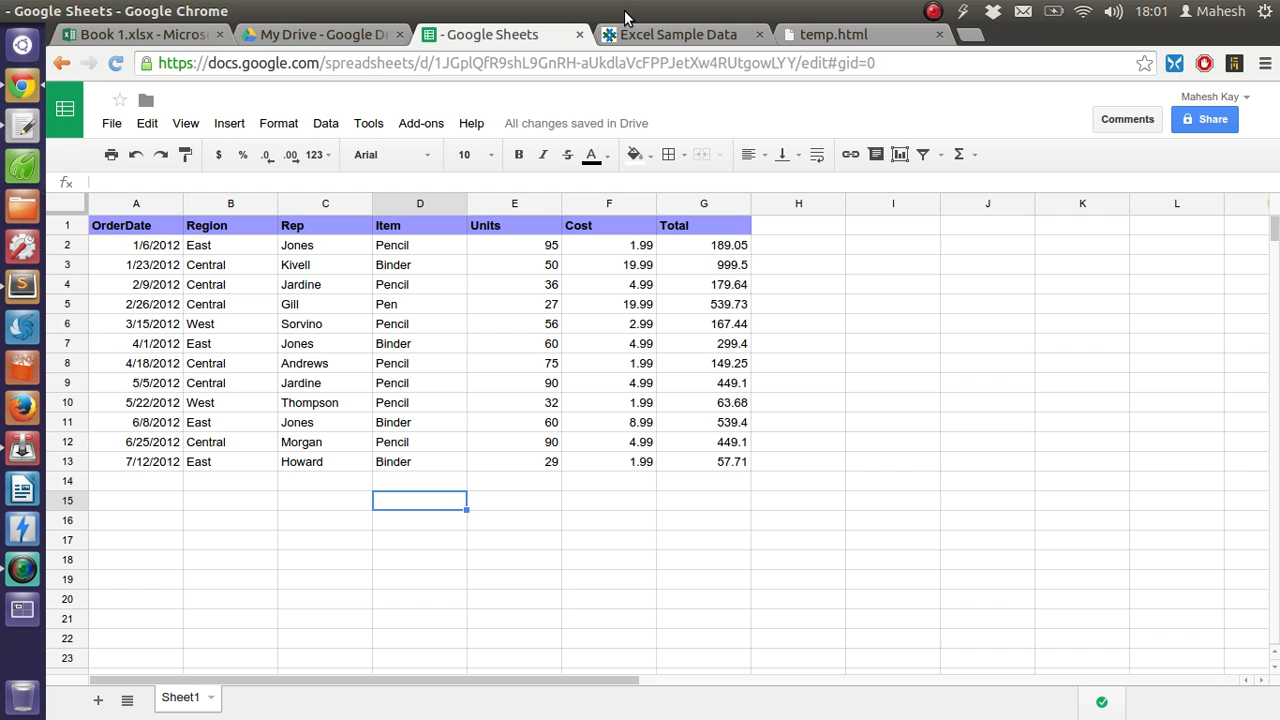 - Google Sheets - Google Chrome
18:01 Mahesh
Book 1.xlsx - Micros
My Drive - Google D
- Google Sheets
Excel Sample Data
temp.html
https://docs.google.com/spreadsheets/d/1JGplQfR9shL9GnRH-aUkdlaVcFPPJetXw4RUtgowLYY/edit#gid=0
Mahesh Kay
File Edit View Insert Format Data Tools Add-ons Help All changes saved in Drive
Comments
Share
$ % .0 .00 123 Arial 10 B I S A Σ
fx
A B C D E F G H I J K L
1 OrderDate Region Rep Item Units Cost Total
2 1/6/2012 East Jones Pencil 95 1.99 189.05
3 1/23/2012 Central Kivell Binder 50 19.99 999.5
4 2/9/2012 Central Jardine Pencil 36 4.99 179.64
5 2/26/2012 Central Gill Pen 27 19.99 539.73
6 3/15/2012 West Sorvino Pencil 56 2.99 167.44
7 4/1/2012 East Jones Binder 60 4.99 299.4
8 4/18/2012 Central Andrews Pencil 75 1.99 149.25
9 5/5/2012 Central Jardine Pencil 90 4.99 449.1
10 5/22/2012 West Thompson Pencil 32 1.99 63.68
11 6/8/2012 East Jones Binder 60 8.99 539.4
12 6/25/2012 Central Morgan Pencil 90 4.99 449.1
13 7/12/2012 East Howard Binder 29 1.99 57.71
14
15
16
17
18
19
20
21
22
23
Sheet1